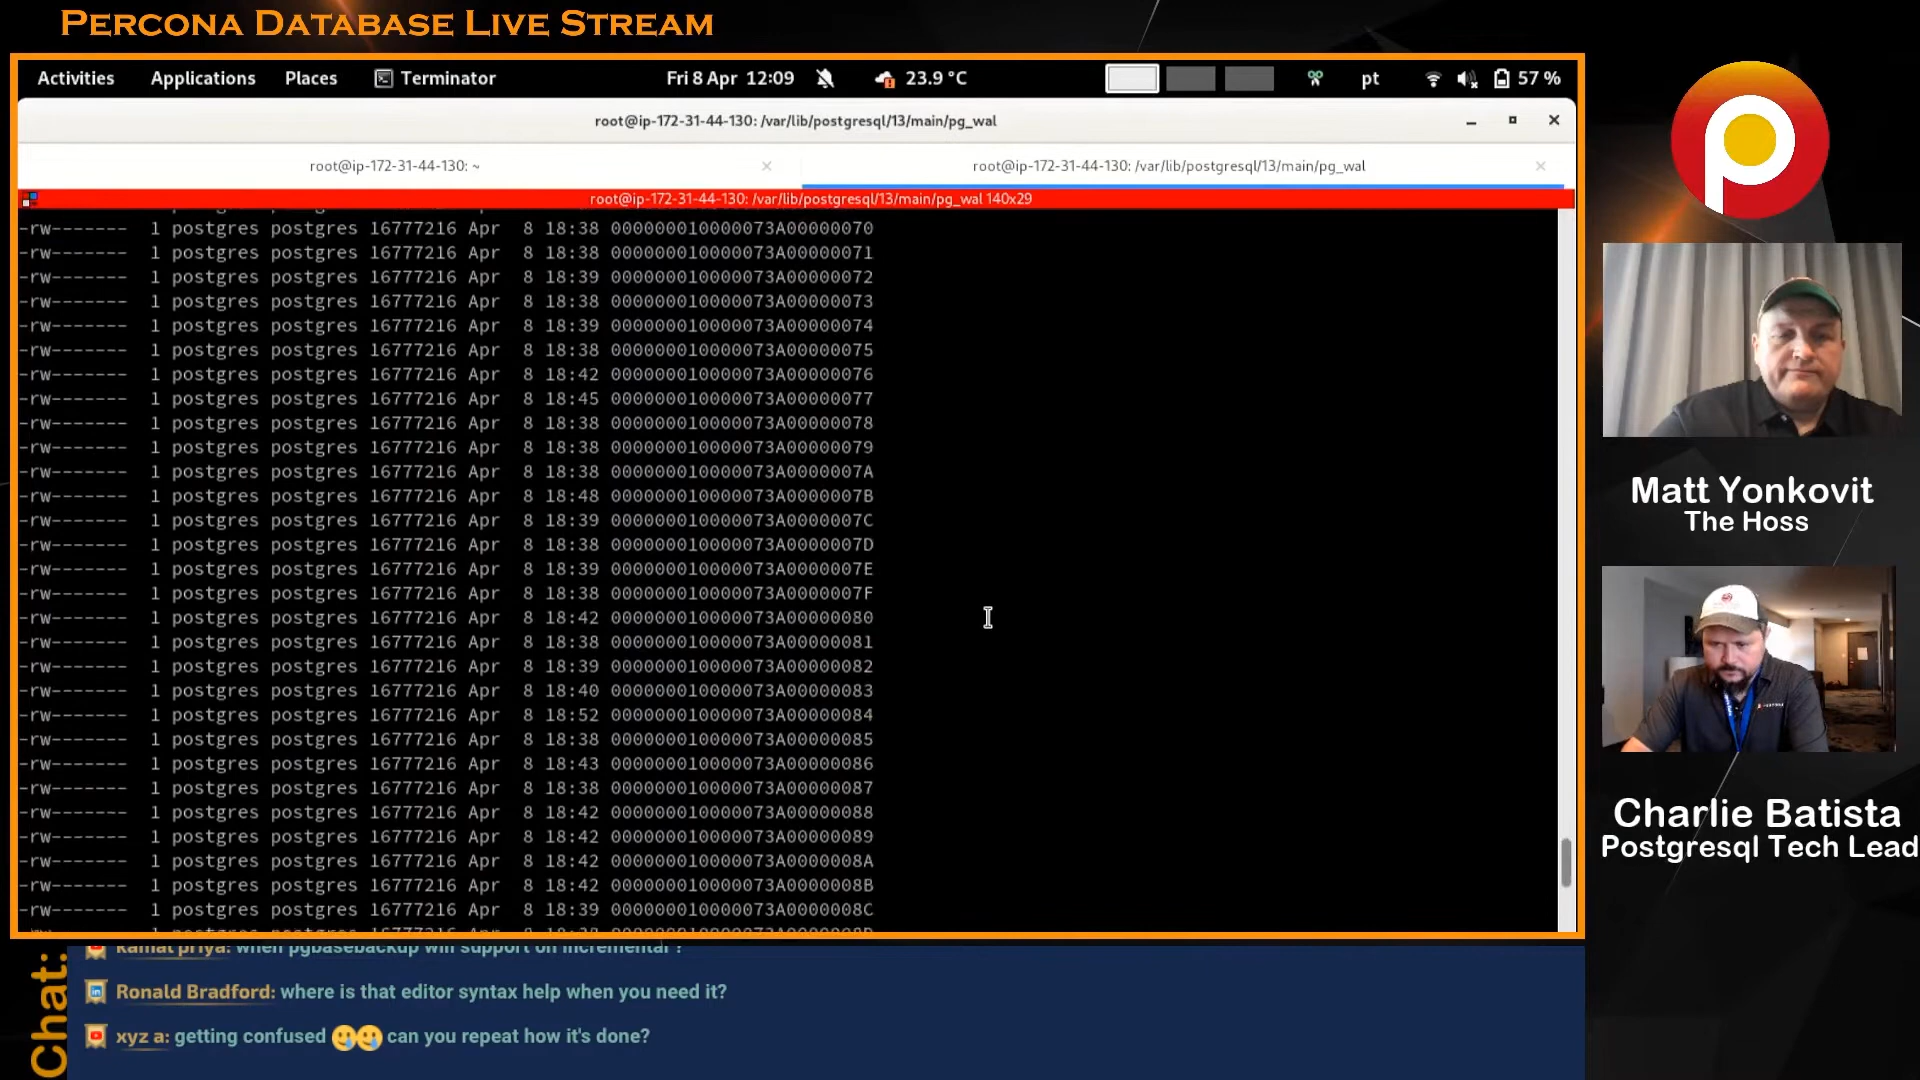 Percona Database Live Stream
Activities Applications Places Terminator Fri 8 Apr 12:09 23.9 °C pt 57 %
root@ip-172-31-44-130: /var/lib/postgresql/13/main/pg_wal
root@ip-172-31-44-130: ~ root@ip-172-31-44-130: /var/lib/postgresql/13/main/pg_wal
root@ip-172-31-44-130: /var/lib/postgresql/13/main/pg_wal 140x29
-rw------- 1 postgres postgres 16777216 Apr 8 18:38 000000010000073A00000070
-rw------- 1 postgres postgres 16777216 Apr 8 18:38 000000010000073A00000071
-rw------- 1 postgres postgres 16777216 Apr 8 18:39 000000010000073A00000072
-rw------- 1 postgres postgres 16777216 Apr 8 18:38 000000010000073A00000073
-rw------- 1 postgres postgres 16777216 Apr 8 18:39 000000010000073A00000074
-rw------- 1 postgres postgres 16777216 Apr 8 18:38 000000010000073A00000075
-rw------- 1 postgres postgres 16777216 Apr 8 18:42 000000010000073A00000076
-rw------- 1 postgres postgres 16777216 Apr 8 18:45 000000010000073A00000077
-rw------- 1 postgres postgres 16777216 Apr 8 18:38 000000010000073A00000078
-rw------- 1 postgres postgres 16777216 Apr 8 18:38 000000010000073A00000079
-rw------- 1 postgres postgres 16777216 Apr 8 18:38 000000010000073A0000007A
-rw------- 1 postgres postgres 16777216 Apr 8 18:48 000000010000073A0000007B
-rw------- 1 postgres postgres 16777216 Apr 8 18:39 000000010000073A0000007C
-rw------- 1 postgres postgres 16777216 Apr 8 18:38 000000010000073A0000007D
-rw------- 1 postgres postgres 16777216 Apr 8 18:39 000000010000073A0000007E
-rw------- 1 postgres postgres 16777216 Apr 8 18:38 000000010000073A0000007F
-rw------- 1 postgres postgres 16777216 Apr 8 18:42 000000010000073A00000080
-rw------- 1 postgres postgres 16777216 Apr 8 18:38 000000010000073A00000081
-rw------- 1 postgres postgres 16777216 Apr 8 18:39 000000010000073A00000082
-rw------- 1 postgres postgres 16777216 Apr 8 18:40 000000010000073A00000083
-rw------- 1 postgres postgres 16777216 Apr 8 18:52 000000010000073A00000084
-rw------- 1 postgres postgres 16777216 Apr 8 18:38 000000010000073A00000085
-rw------- 1 postgres postgres 16777216 Apr 8 18:43 000000010000073A00000086
-rw------- 1 postgres postgres 16777216 Apr 8 18:38 000000010000073A00000087
-rw------- 1 postgres postgres 16777216 Apr 8 18:42 000000010000073A00000088
-rw------- 1 postgres postgres 16777216 Apr 8 18:42 000000010000073A00000089
-rw------- 1 postgres postgres 16777216 Apr 8 18:42 000000010000073A0000008A
-rw------- 1 postgres postgres 16777216 Apr 8 18:42 000000010000073A0000008B
-rw------- 1 postgres postgres 16777216 Apr 8 18:39 000000010000073A0000008C
Matt Yonkovit
The Hoss
Charlie Batista
Postgresql Tech Lead
Chat:
priya: when pgbasebackup will support on incremental ?
Ronald Bradford: where is that editor syntax help when you need it?
xyz a: getting confused 🥲🥲 can you repeat how it's done?